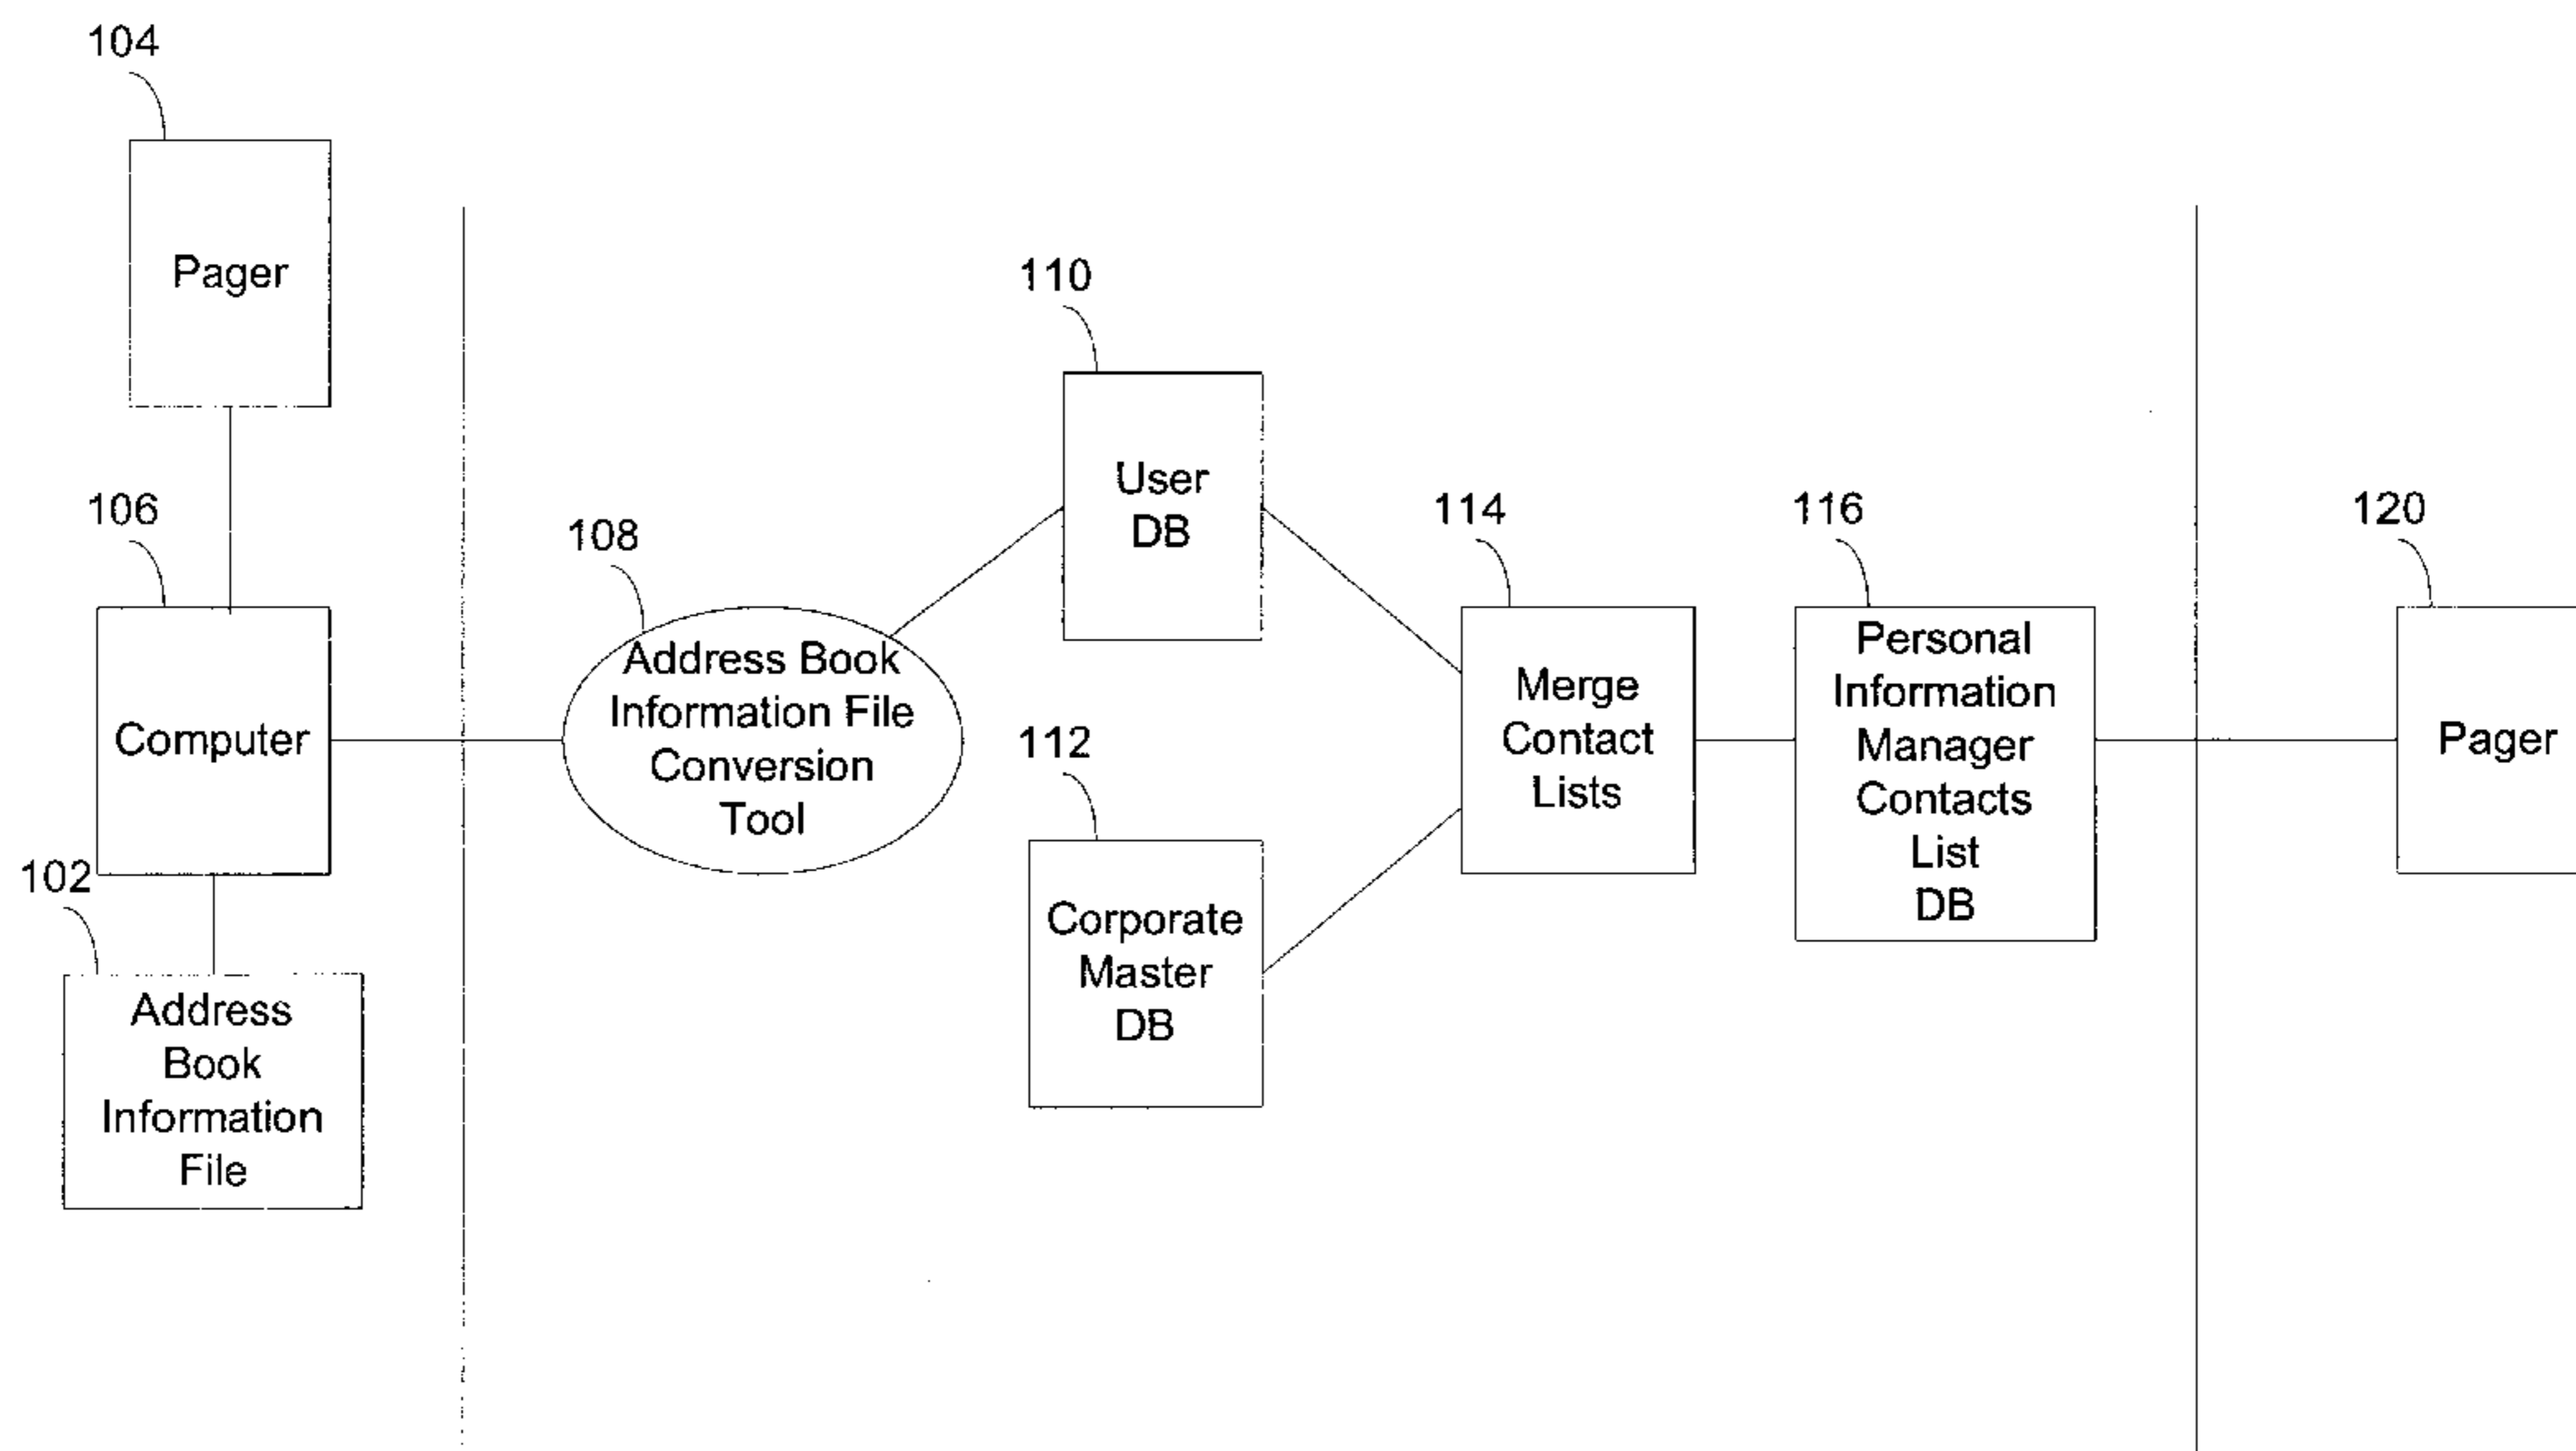 104
Pager
106
Computer
102
Address
Book
Information
File
108
Address Book
Information File
Conversion
Tool
110
User
DB
112
Corporate
Master
DB
114
Merge
Contact
Lists
116
Personal
Information
Manager
Contacts
List
DB
120
Pager